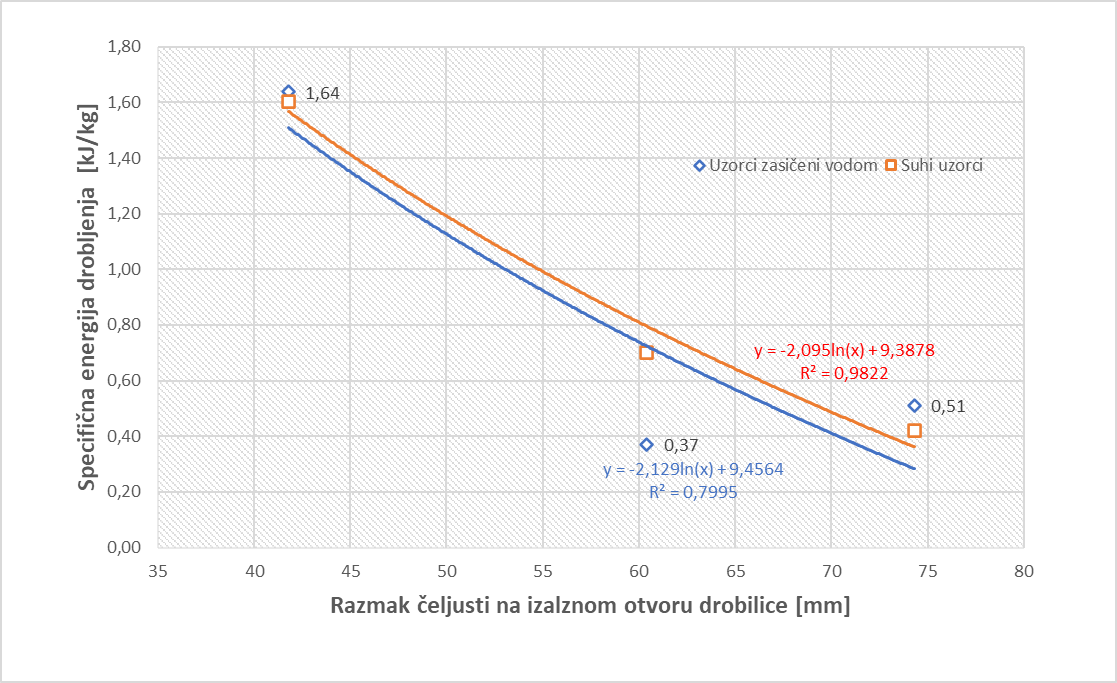 1,80
1,60
1,40
1,20
1,00
0,80
0,60
0,40
0,20
0,00
35 40 45 50 55 60 65 70 75 80
Specifična energija drobljenja [kJ/kg]
Razmak čeljusti na izalznom otvoru drobilice [mm]
1,64
Uzorci zasičeni vodom Suhi uzorci
y = -2,095ln(x) + 9,3878
R² = 0,9822
0,51
0,37
y = -2,129ln(x) + 9,4564
R² = 0,7995